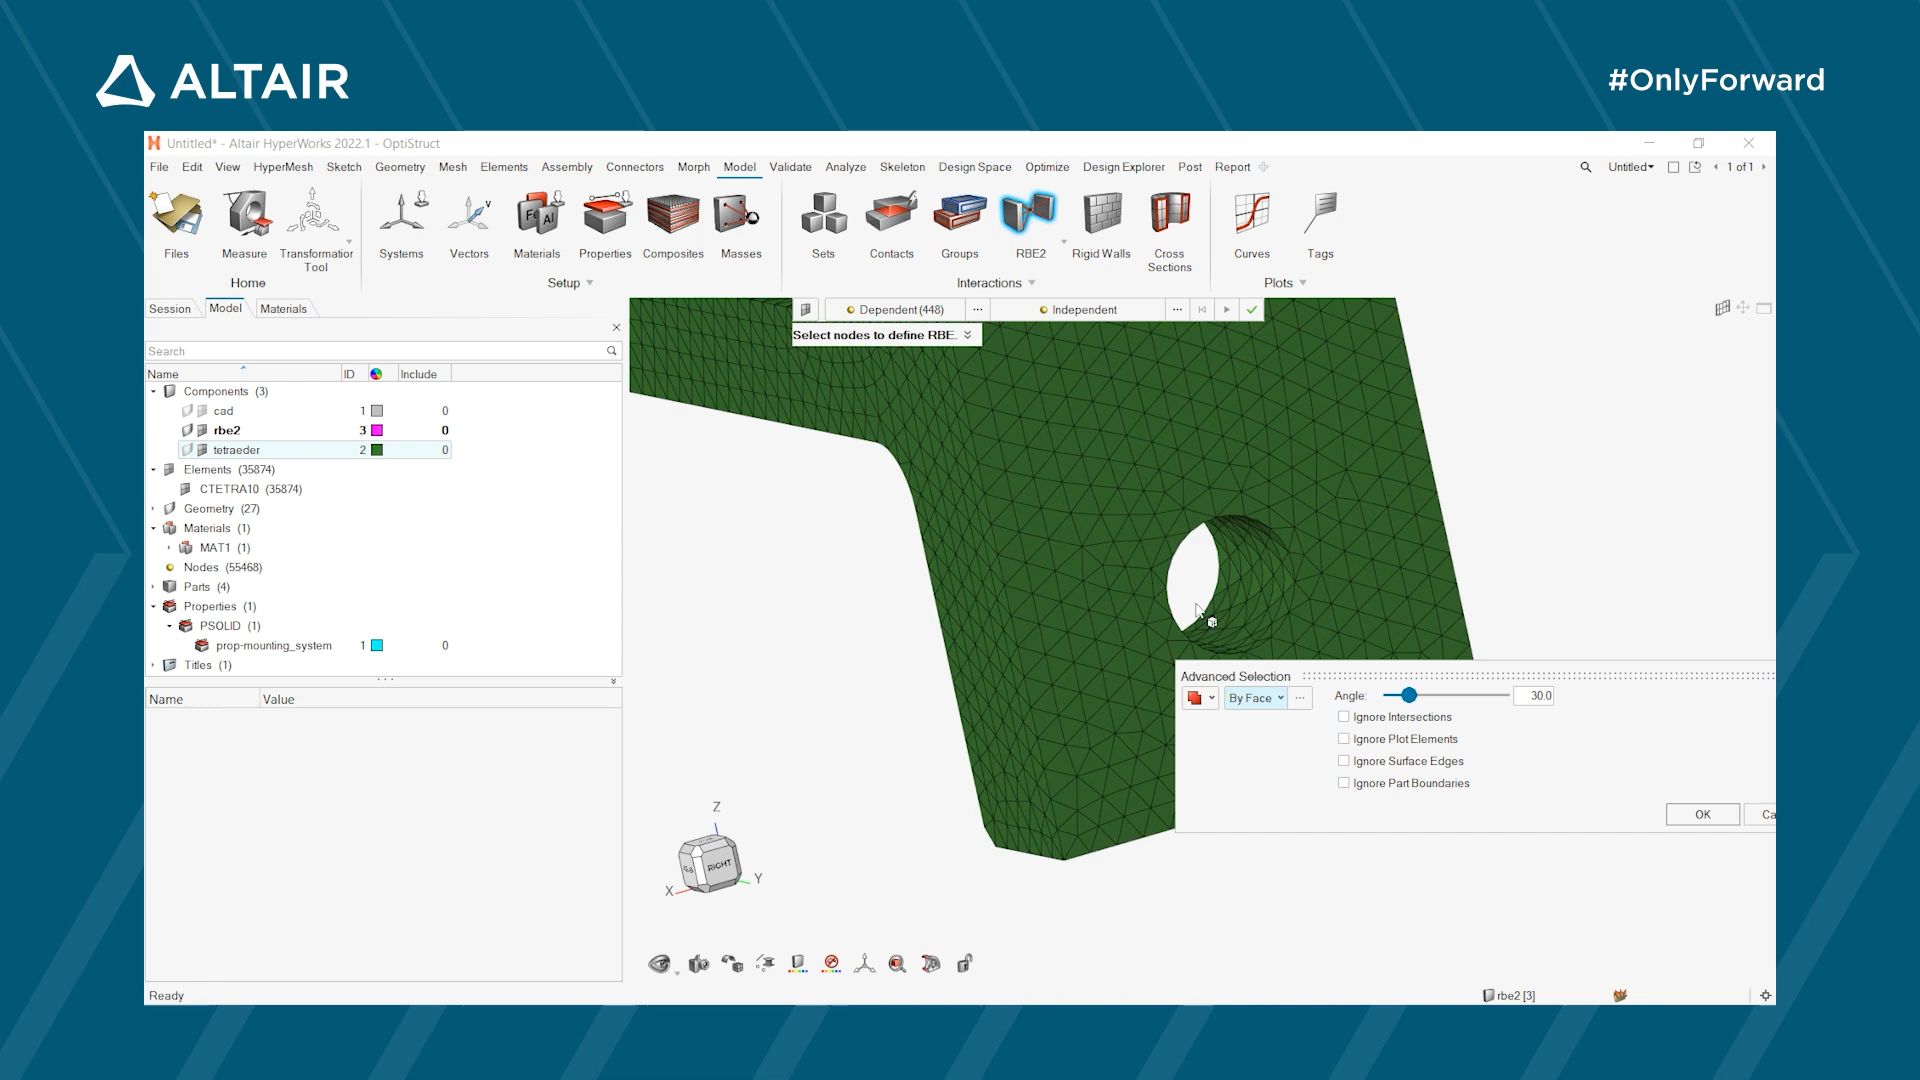 ALTAIR
#OnlyForward
Untitled* - Altair HyperWorks 2022.1 - OptiStruct
File Edit View HyperMesh Sketch Geometry Mesh Elements Assembly Connectors Morph Model Validate Analyze Skeleton Design Space Optimize Design Explorer Post Report
Untitled 1 of 1
Files Measure Transformation Tool Systems Vectors Materials Properties Composites Masses Sets Contacts Groups RBE2 Rigid Walls Cross Sections Curves Tags
Home Setup Interactions Plots
Session Model Materials
Dependent (448) ... Independent ...
Select nodes to define RBE.
Search
Name ID Include
Components (3)
cad 1 0
rbe2 3 0
tetraeder 2 0
Elements (35874)
CTETRA10 (35874)
Geometry (27)
Materials (1)
MAT1 (1)
Nodes (55468)
Parts (4)
Properties (1)
PSOLID (1)
prop-mounting_system 1 0
Titles (1)
Name Value
Advanced Selection
By Face ... Angle: 30.0
Ignore Intersections
Ignore Plot Elements
Ignore Surface Edges
Ignore Part Boundaries
OK Ca
Z
RIGHT
Y
X
Ready
rbe2 [3]